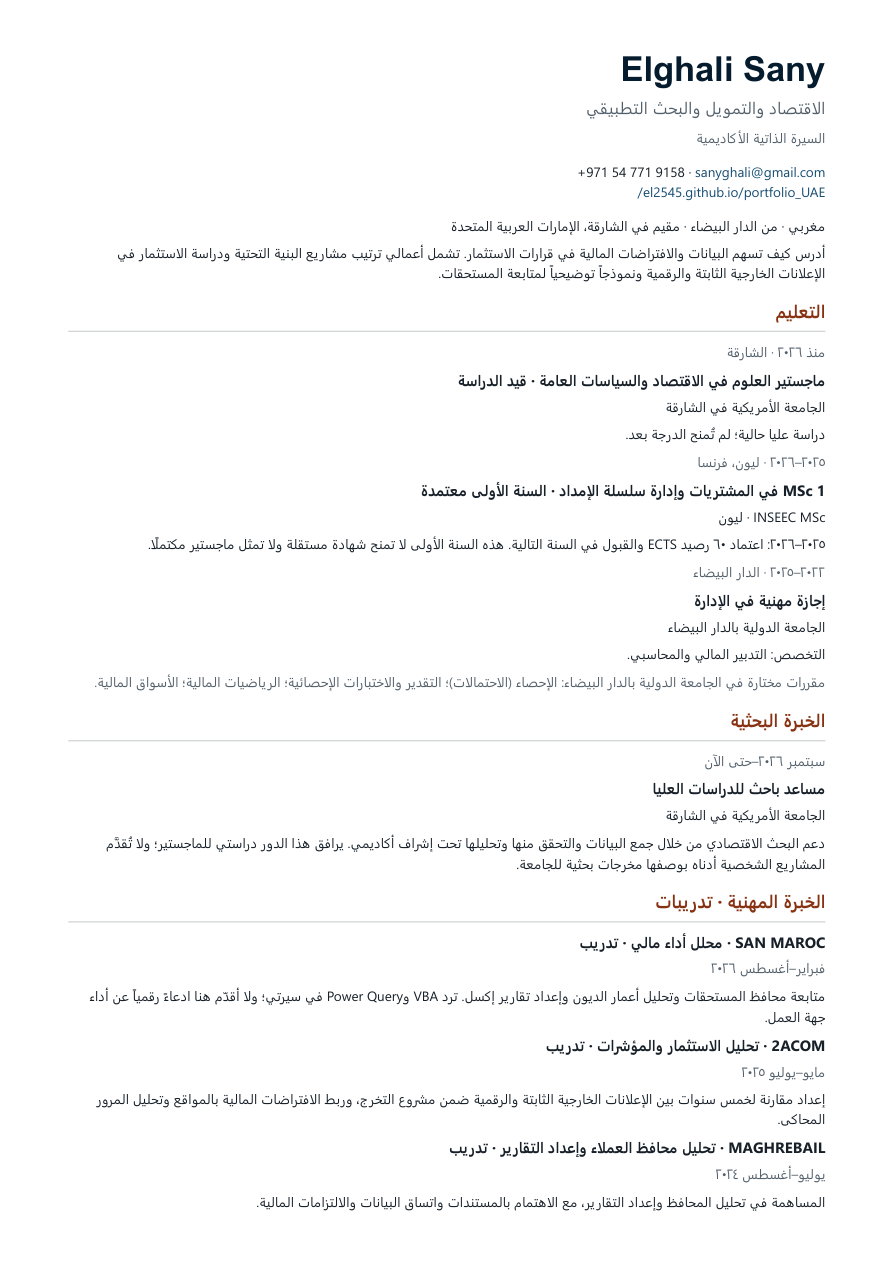 Elghali Sany
الاقتصاد والتمويل والبحث التطبيقي
السيرة الذاتية الأكاديمية
sanyghali@gmail.com · +971 54 771 9158
el2545.github.io/portfolio_UAE/
مغربي · من الدار البيضاء · مقيم في الشارقة، الإمارات العربية المتحدة
أدرس كيف تسهم البيانات والافتراضات المالية في قرارات الاستثمار. تشمل أعمالي ترتيب مشاريع البنية التحتية ودراسة الاستثمار في
الإعلانات الخارجية الثابتة والرقمية ونموذجاً توضيحياً لمتابعة المستحقات.
التعليم
منذ ٢٠٢٦ · الشارقة
ماجستير العلوم في الاقتصاد والسياسات العامة · قيد الدراسة
الجامعة الأمريكية في الشارقة
دراسة عليا حالية؛ لم تُمنح الدرجة بعد.
٢٠٢٥–٢٠٢٦ · ليون، فرنسا
MSc 1 في المشتريات وإدارة سلسلة الإمداد · السنة الأولى معتمدة
INSEEC MSc · ليون
٢٠٢٥–٢٠٢٦: اعتماد ٦٠ رصيد ECTS والقبول في السنة التالية. هذه السنة الأولى لا تمنح شهادة مستقلة ولا تمثل ماجستير مكتملًا.
٢٠٢٢–٢٠٢٥ · الدار البيضاء
إجازة مهنية في الإدارة
الجامعة الدولية بالدار البيضاء
التخصص: التدبير المالي والمحاسبي.
مقررات مختارة في الجامعة الدولية بالدار البيضاء: الإحصاء (الاحتمالات)؛ التقدير والاختبارات الإحصائية؛ الرياضيات المالية؛ الأسواق المالية.
الخبرة البحثية
سبتمبر ٢٠٢٦–حتى الآن
مساعد باحث للدراسات العليا
الجامعة الأمريكية في الشارقة
دعم البحث الاقتصادي من خلال جمع البيانات والتحقق منها وتحليلها تحت إشراف أكاديمي. يرافق هذا الدور دراستي للماجستير؛ ولا تُقدَّم
المشاريع الشخصية أدناه بوصفها مخرجات بحثية للجامعة.
الخبرة المهنية · تدريبات
SAN MAROC · محلل أداء مالي · تدريب
فبراير–أغسطس ٢٠٢٦
متابعة محافظ المستحقات وتحليل أعمار الديون وإعداد تقارير إكسل. ترد VBA وPower Query في سيرتي؛ ولا أقدّم هنا ادعاءً رقمياً عن أداء
جهة العمل.
2ACOM · تحليل الاستثمار والمؤشرات · تدريب
مايو–يوليو ٢٠٢٥
إعداد مقارنة لخمس سنوات بين الإعلانات الخارجية الثابتة والرقمية ضمن مشروع التخرج، وربط الافتراضات المالية بالمواقع وتحليل المرور
المحاكى.
MAGHREBAIL · تحليل محافظ العملاء وإعداد التقارير · تدريب
يوليو–أغسطس ٢٠٢٤
المساهمة في تحليل المحافظ وإعداد التقارير، مع الاهتمام بالمستندات واتساق البيانات والالتزامات المالية.